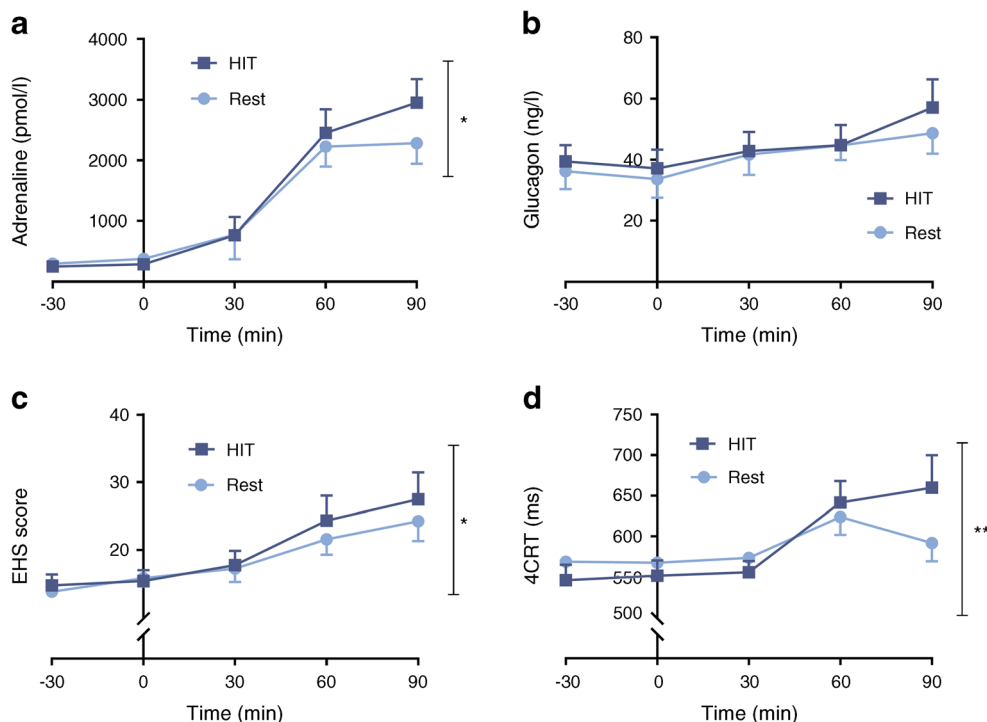 a
4000
3000
2000
1000
Adrenaline (pmol/l)
HIT
Rest
*
-30 0 30 60 90
Time (min)
b
80
60
40
20
Glucagon (ng/l)
HIT
Rest
-30 0 30 60 90
Time (min)
c
40
30
20
EHS score
HIT
Rest
*
-30 0 30 60 90
Time (min)
d
750
700
650
600
550
500
4CRT (ms)
HIT
Rest
**
-30 0 30 60 90
Time (min)